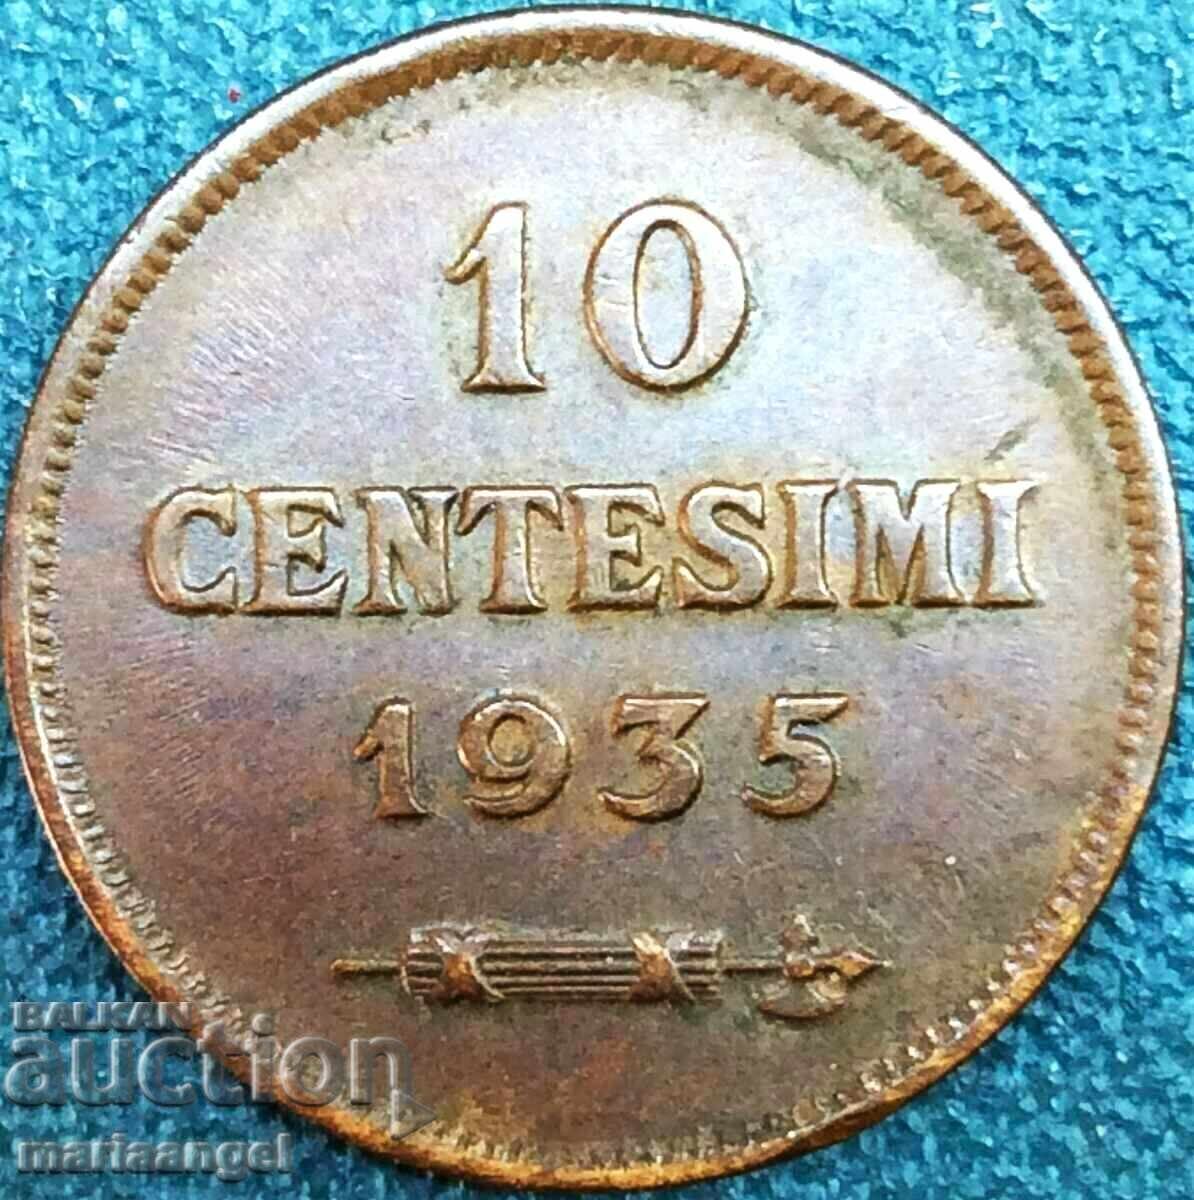 10
CENTESIMI
1935
BALKAN
auction
mariaangel